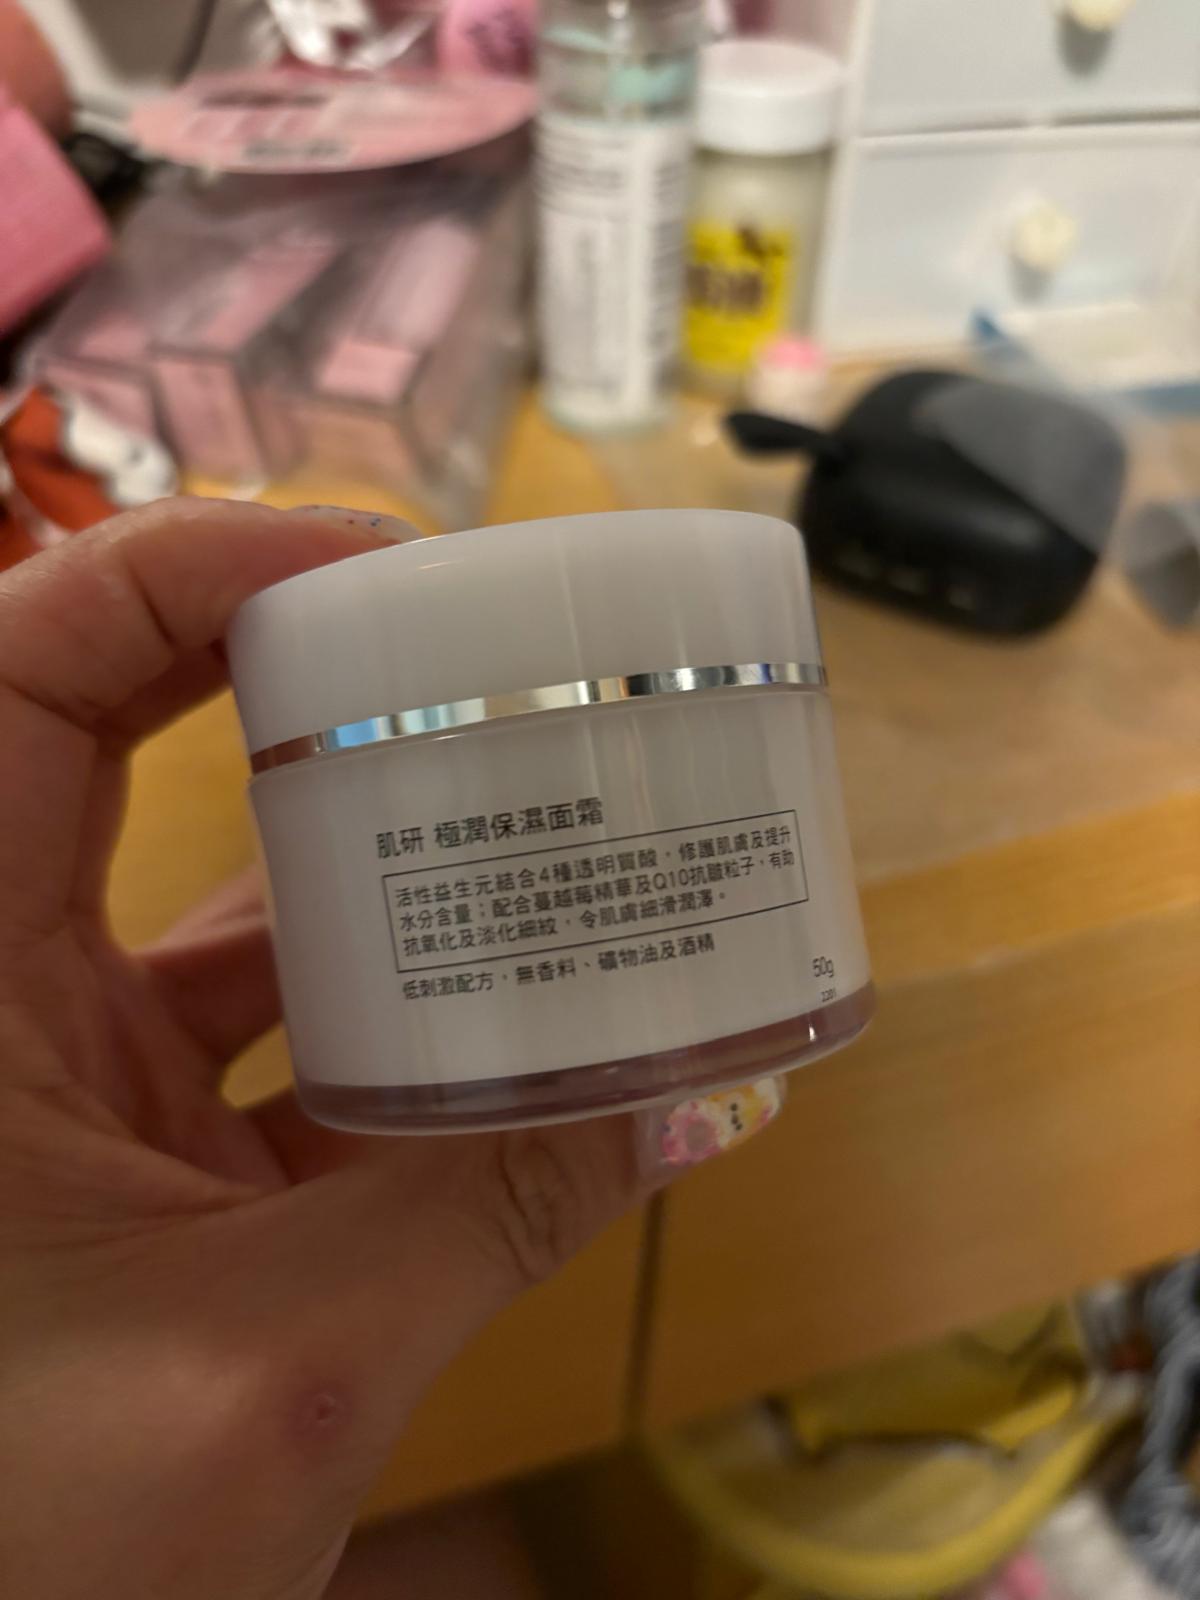 肌研 極潤保濕面霜
活性益生元結合4種透明質酸，修護肌膚及提升
水分含量；配合蔓越莓精華及Q10抗皺粒子，有助
抗氧化及淡化細紋，令肌膚細滑潤澤。
低刺激配方，無香料、礦物油及酒精
50g
2201